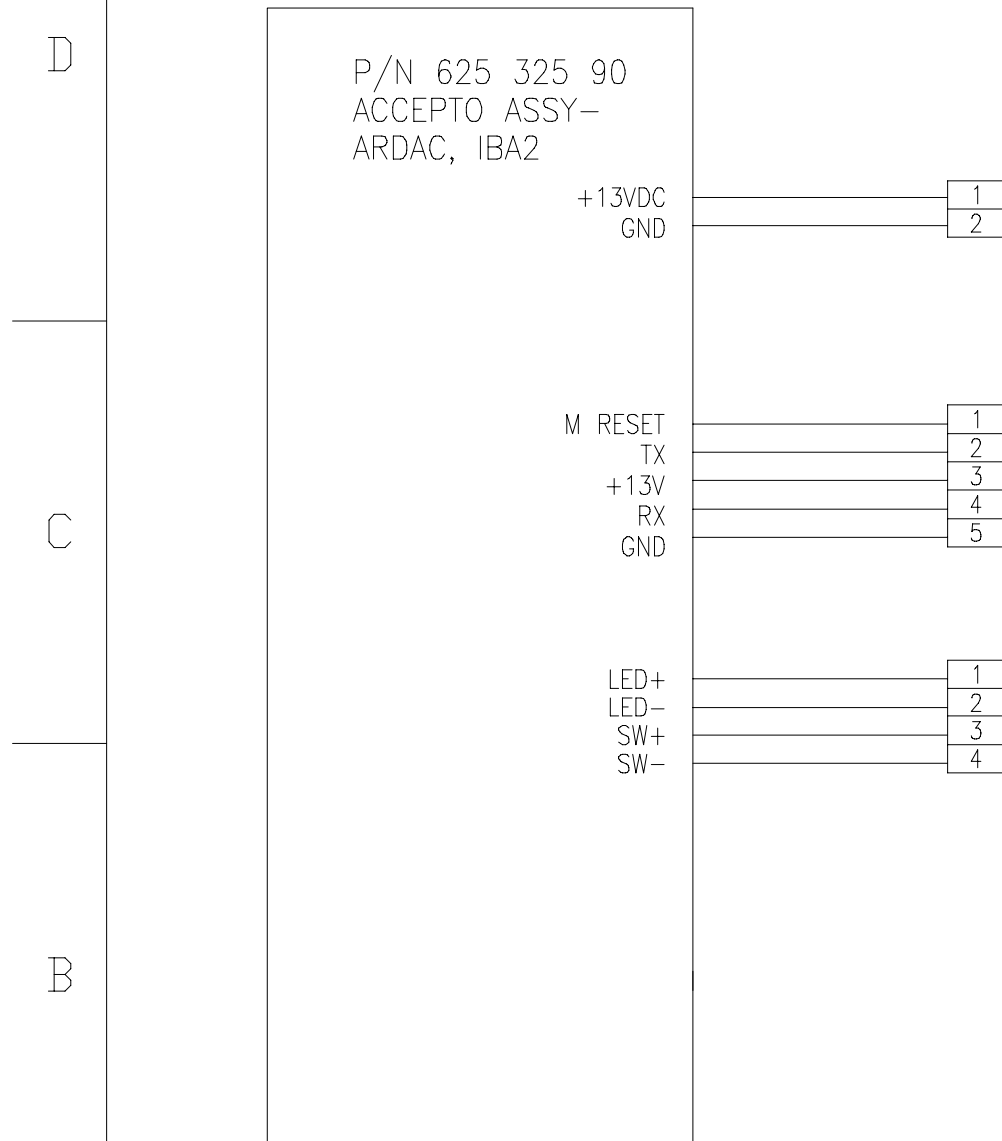 D
P/N 625 325 90
ACCEPTO ASSY-
ARDAC, IBA2
+13VDC 1
GND 2
C
M RESET 1
TX 2
+13V 3
RX 4
GND 5
LED+ 1
LED- 2
SW+ 3
SW- 4
B